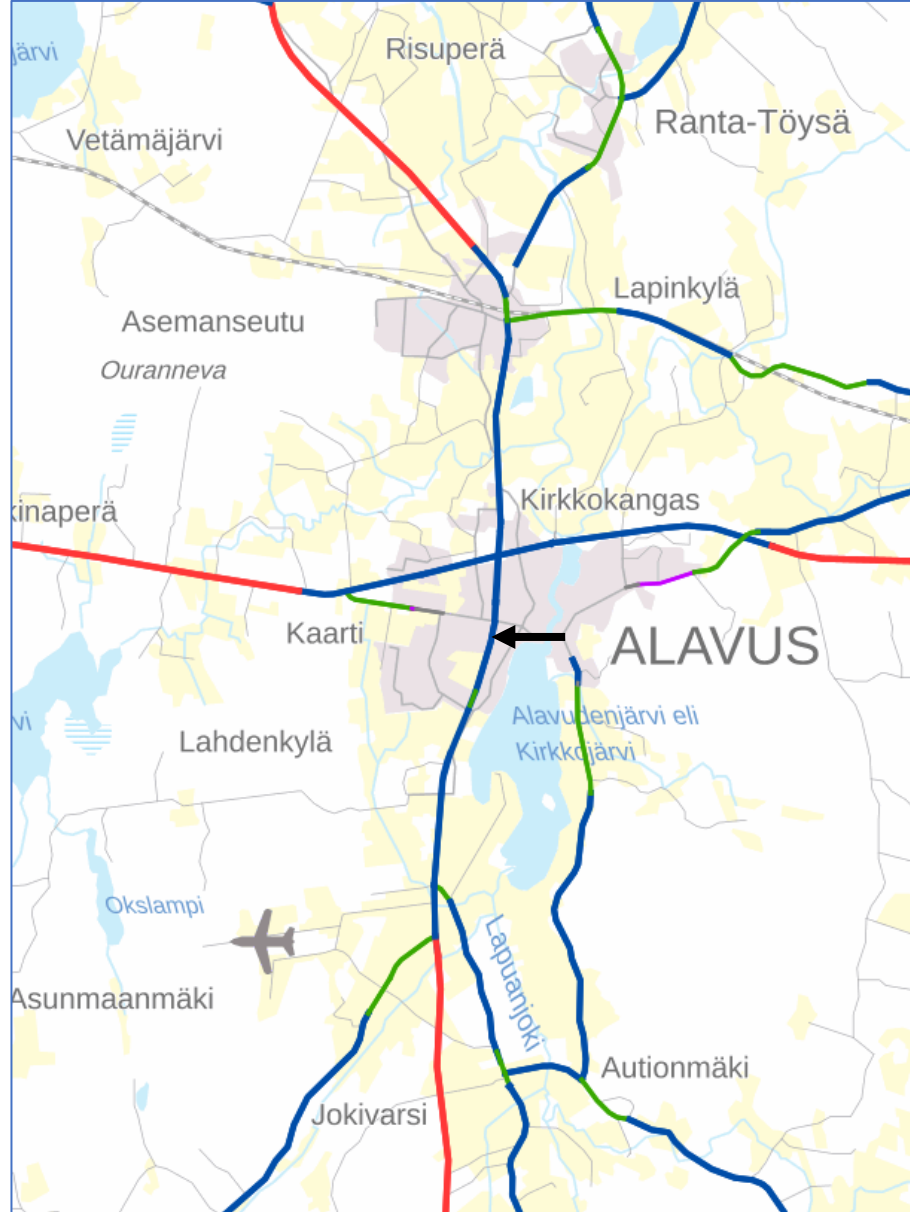 Risuperä
järvi
Ranta-Töysä
Vetämäjärvi
Lapinkylä
Asemanseutu
Ouranneva
Kirkkokangas
kinaperä
Kaarti
ALAVUS
Alavudenjärvi eli
Kirkkojärvi
vi
Lahdenkylä
Okslampi
Lapuanjoki
Asunmaanmäki
Autionmäki
Jokivarsi